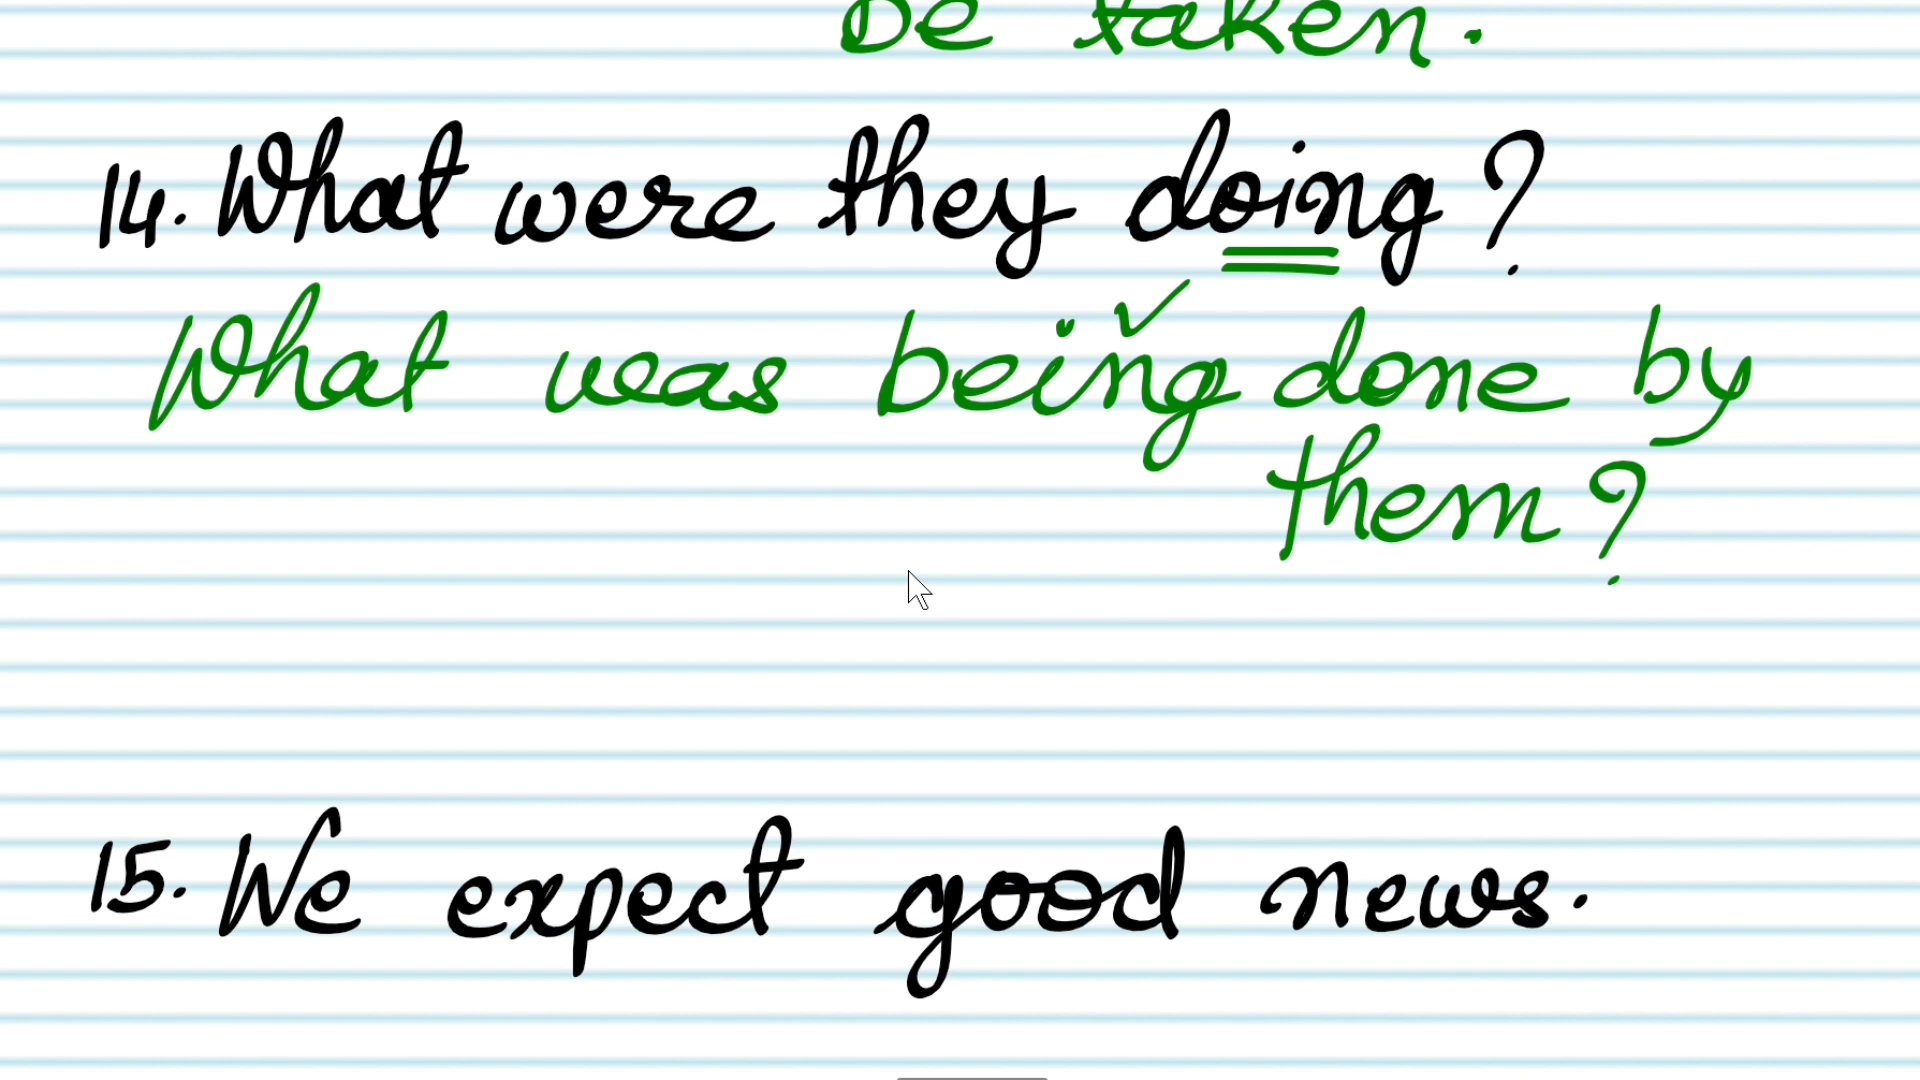 be taken.
14. What were they doing?
What was being done by
them?
15. We expect good news.